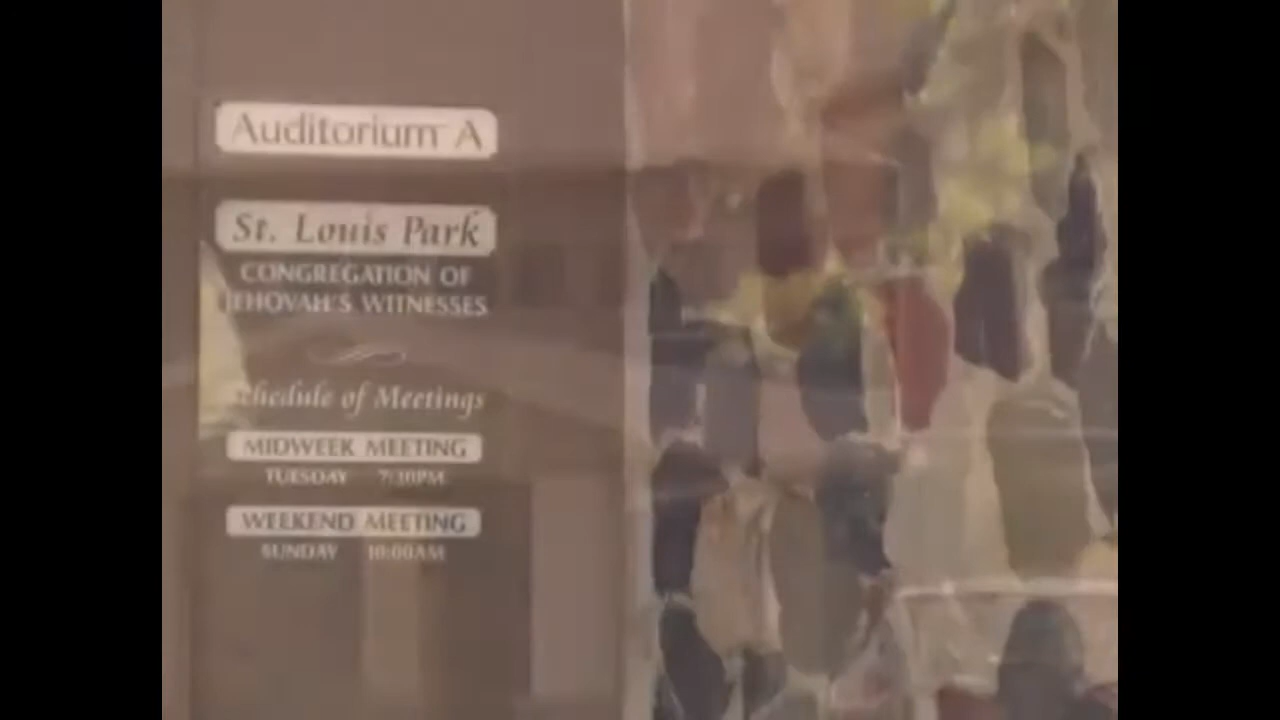 Auditorium A
St. Louis Park
CONGREGATION OF
JEHOVAH'S WITNESSES
Schedule of Meetings
MIDWEEK MEETING
TUESDAY 7:30PM
WEEKEND MEETING
SUNDAY 10:00AM